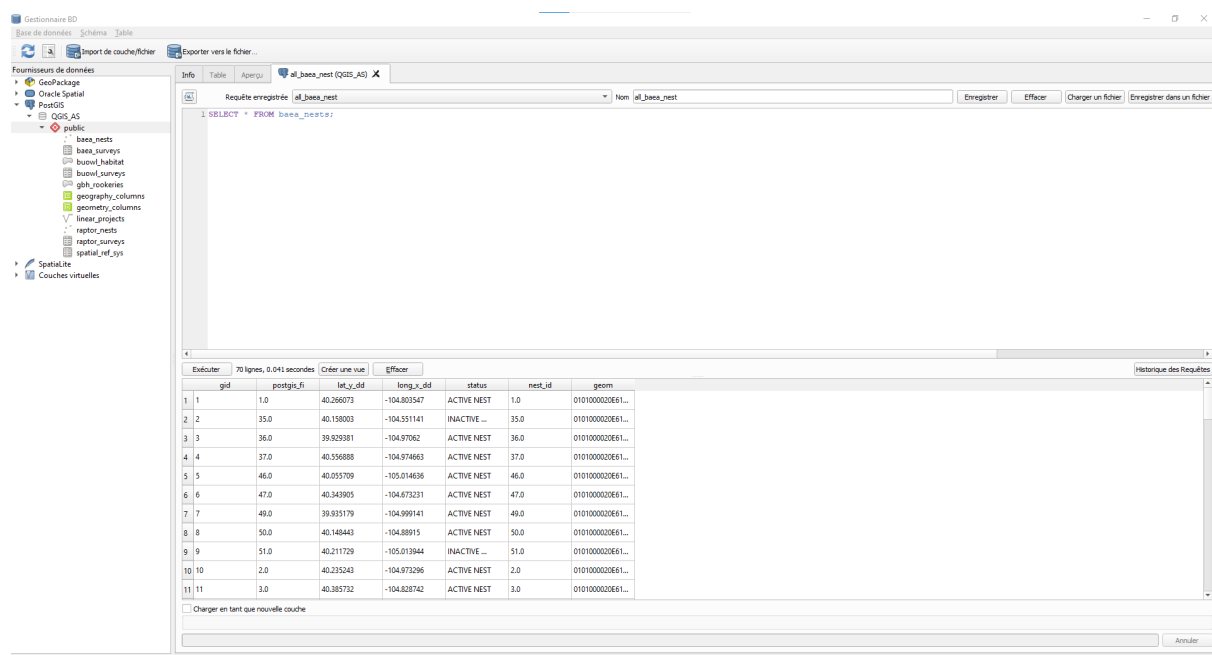 Gestionnaire BD
Base de données Schéma Table
Import de couche/fichier Exporter vers le fichier...
Fournisseurs de données
GeoPackage
Oracle Spatial
PostGIS
QGIS_AS
public
baea_nests
baea_surveys
buowl_habitat
buowl_surveys
gbh_rookeries
geography_columns
geometry_columns
linear_projects
raptor_nests
raptor_surveys
spatial_ref_sys
SpatiaLite
Couches virtuelles
Info Table Aperçu all_baea_nest (QGIS_AS) X
Requête enregistrée all_baea_nest Nom all_baea_nest Enregistrer Effacer Charger un fichier Enregistrer dans un fichier
1 SELECT * FROM baea_nests;
Exécuter 70 lignes, 0.041 secondes Créer une vue Effacer Historique des Requêtes
gid postgis_fi lat_y_dd long_x_dd status nest_id geom
1 1 1.0 40.266073 -104.803547 ACTIVE NEST 1.0 0101000020E61...
2 2 35.0 40.158003 -104.551141 INACTIVE ... 35.0 0101000020E61...
3 3 36.0 39.929381 -104.97062 ACTIVE NEST 36.0 0101000020E61...
4 4 37.0 40.556888 -104.974663 ACTIVE NEST 37.0 0101000020E61...
5 5 46.0 40.055709 -105.014636 ACTIVE NEST 46.0 0101000020E61...
6 6 47.0 40.343905 -104.673231 ACTIVE NEST 47.0 0101000020E61...
7 7 49.0 39.935179 -104.999141 ACTIVE NEST 49.0 0101000020E61...
8 8 50.0 40.148443 -104.88915 ACTIVE NEST 50.0 0101000020E61...
9 9 51.0 40.211729 -105.013944 INACTIVE ... 51.0 0101000020E61...
10 10 2.0 40.235243 -104.973296 ACTIVE NEST 2.0 0101000020E61...
11 11 3.0 40.385732 -104.828742 ACTIVE NEST 3.0 0101000020E61...
Charger en tant que nouvelle couche
Annuler